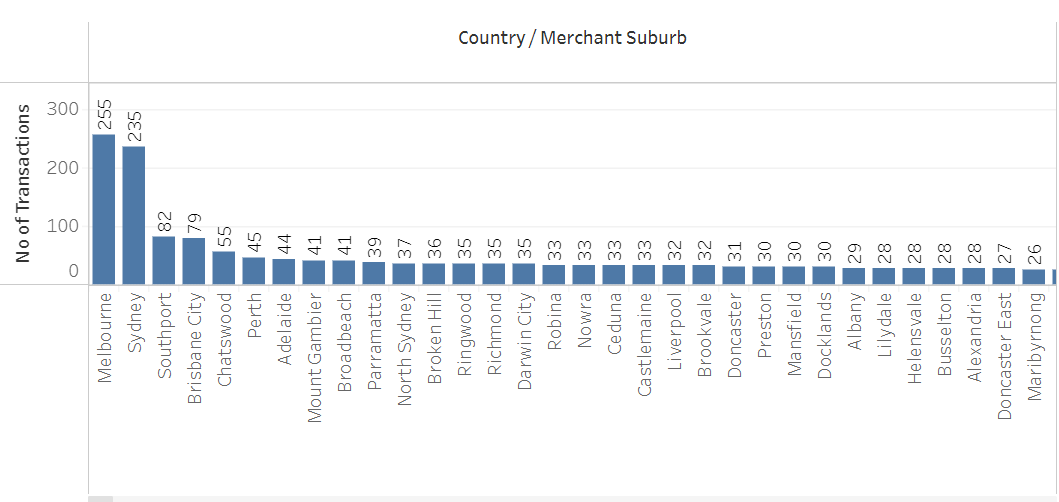 Country / Merchant Suburb
No of Transactions
300
200
100
0
255
235
82
79
55
45
44
41
41
39
37
36
35
35
35
33
33
33
33
32
32
31
30
30
30
29
28
28
28
28
27
26
Melbourne
Sydney
Southport
Brisbane City
Chatswood
Perth
Adelaide
Mount Gambier
Broadbeach
Parramatta
North Sydney
Broken Hill
Ringwood
Richmond
Darwin City
Robina
Nowra
Ceduna
Castlemaine
Liverpool
Brookvale
Doncaster
Preston
Mansfield
Docklands
Albany
Lilydale
Helensvale
Busselton
Alexandria
Doncaster East
Maribyrnong